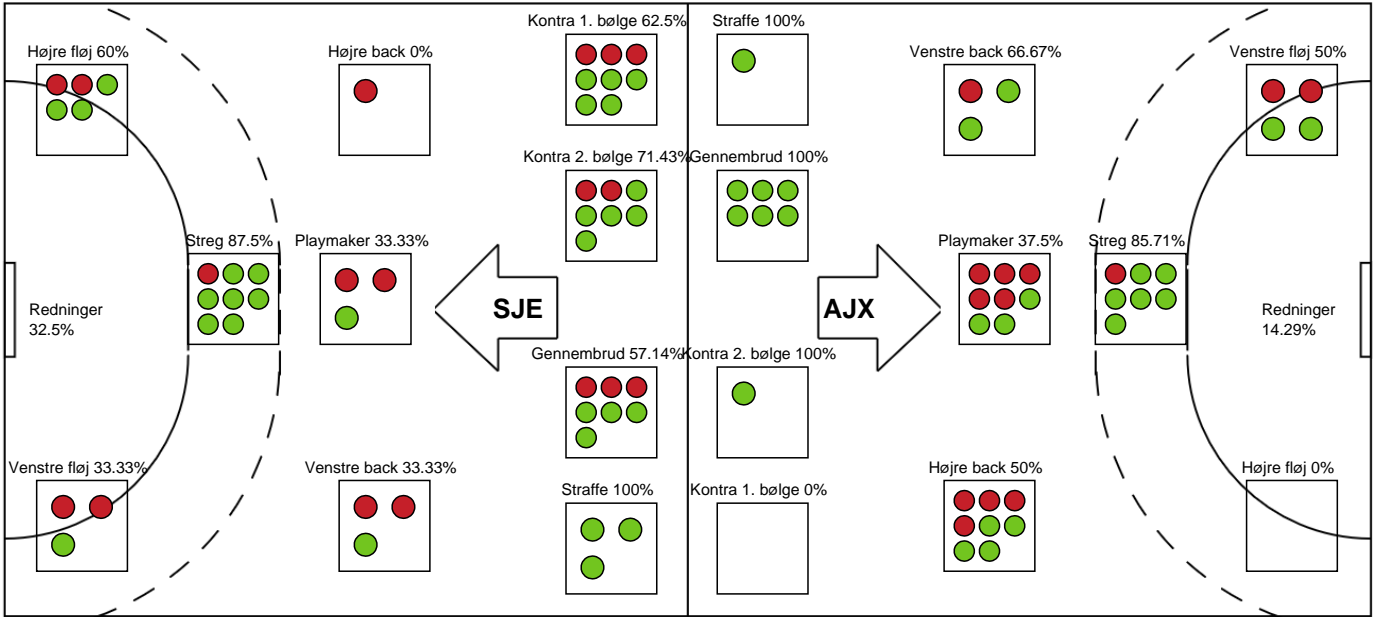 Kontra 1. bølge 62.5%
Straffe 100%
Højre fløj 60%
Højre back 0%
Venstre back 66.67%
Venstre fløj 50%
Kontra 2. bølge 71.43%
Gennembrud 100%
Streg 87.5%
Playmaker 33.33%
Playmaker 37.5%
Streg 85.71%
Redninger
32.5%
SJE
AJX
Redninger
14.29%
Gennembrud 57.14%
Kontra 2. bølge 100%
Venstre fløj 33.33%
Venstre back 33.33%
Straffe 100%
Kontra 1. bølge 0%
Højre back 50%
Højre fløj 0%